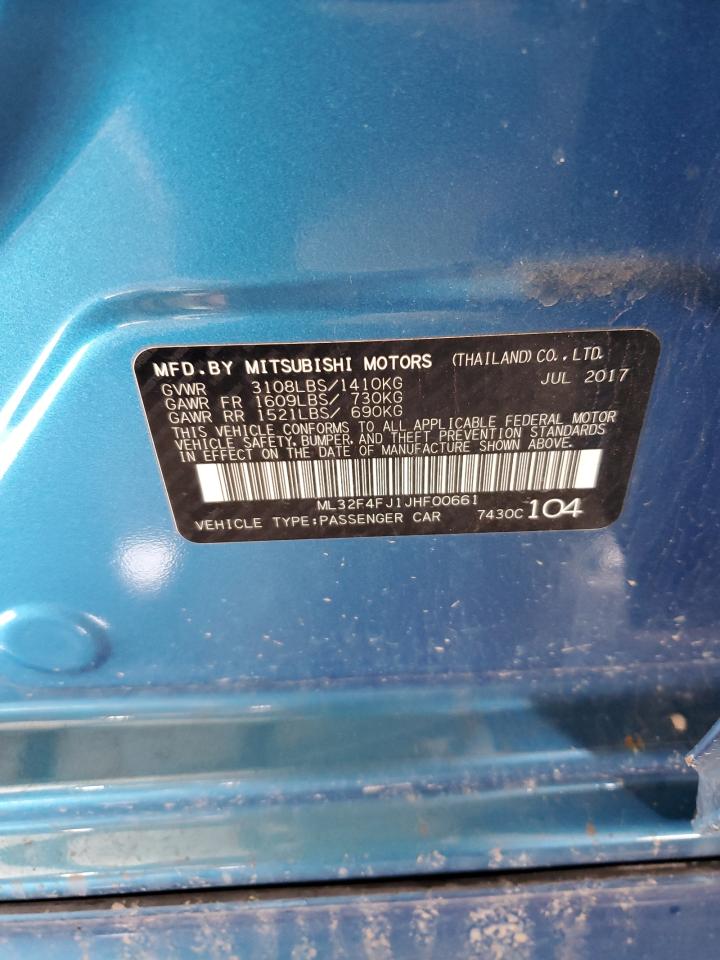 MFD.BY MITSUBISHI MOTORS (THAILAND)CO.,LTD.
JUL 2017
GVWR 3108LBS/1410KG
GAWR FR 1609LBS/ 730KG
GAWR RR 1521LBS/ 690KG
THIS VEHICLE CONFORMS TO ALL APPLICABLE FEDERAL MOTOR
VEHICLE SAFETY,BUMPER,AND THEFT PREVENTION STANDARDS
IN EFFECT ON THE DATE OF MANUFACTURE SHOWN ABOVE.
ML32F4FJ1JHF00661
VEHICLE TYPE:PASSENGER CAR 7430C 104